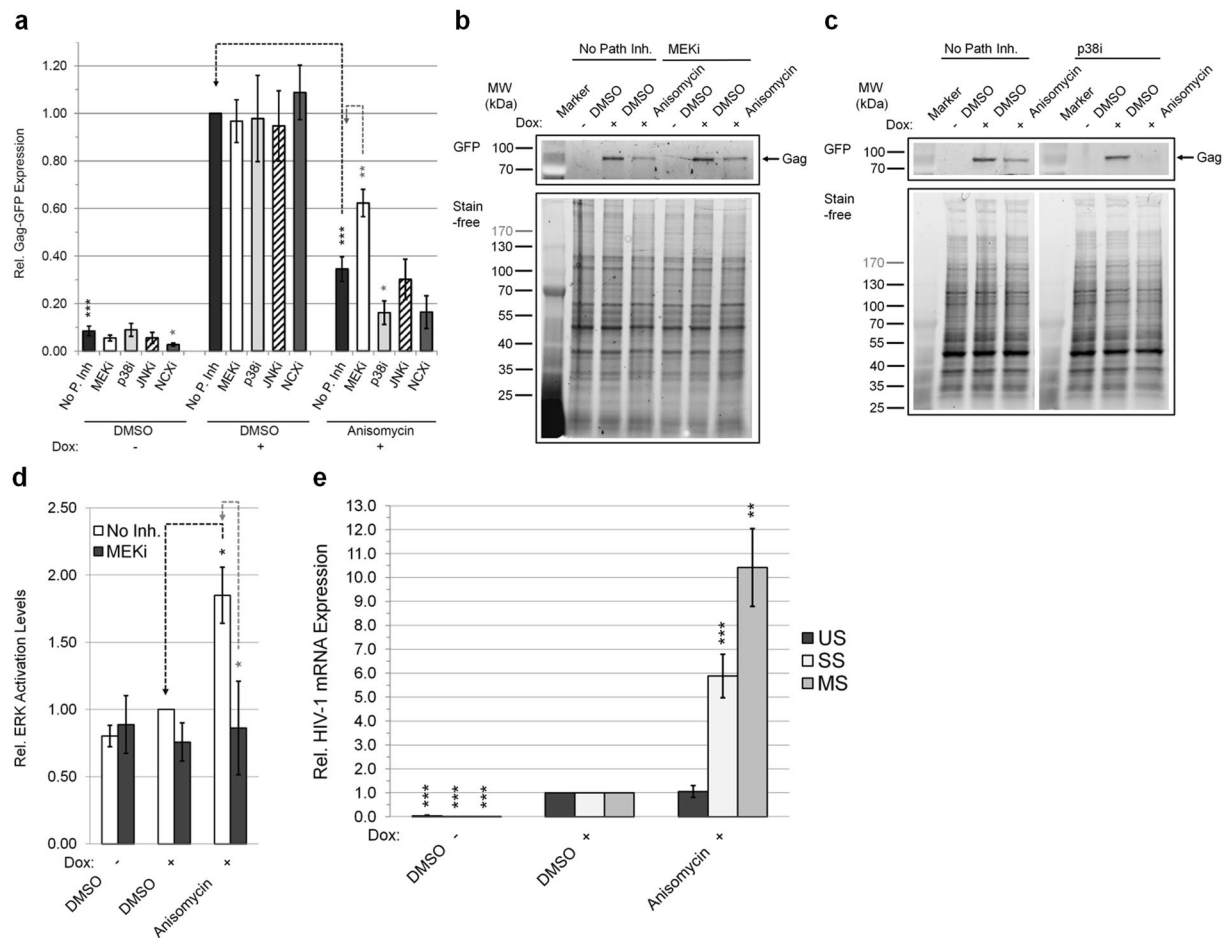 a
Rel. Gag-GFP Expression
1.20
1.00
0.80
0.60
0.40
0.20
0.00
***
*
***
**
*
No P. Inh
MEKi
p38i
JNKi
NCXi
No P. Inh
MEKi
p38i
JNKi
NCXi
No P. Inh
MEKi
p38i
JNKi
NCXi
DMSO DMSO Anisomycin
Dox: - + +
b
No Path Inh. MEKi
MW
(kDa)
Marker DMSO DMSO Anisomycin DMSO DMSO Anisomycin
Dox: - + + - + +
GFP
100
70
Gag
Stain
-free
170
130
100
70
55
40
35
25
c
No Path Inh. p38i
MW
(kDa)
Marker DMSO DMSO Anisomycin Marker DMSO DMSO Anisomycin
Dox: - + + - + +
GFP
100
70
Gag
Stain
-free
170
130
100
70
55
45
40
35
25
d
Rel. ERK Activation Levels
2.50
2.00
1.50
1.00
0.50
0.00
No Inh.
MEKi
*
*
Dox: - + +
DMSO DMSO Anisomycin
e
Rel. HIV-1 mRNA Expression
13.0
12.0
11.0
10.0
9.0
8.0
7.0
6.0
5.0
4.0
3.0
2.0
1.0
0.0
*** *** ***
***
**
US
SS
MS
Dox: - + +
DMSO DMSO Anisomycin